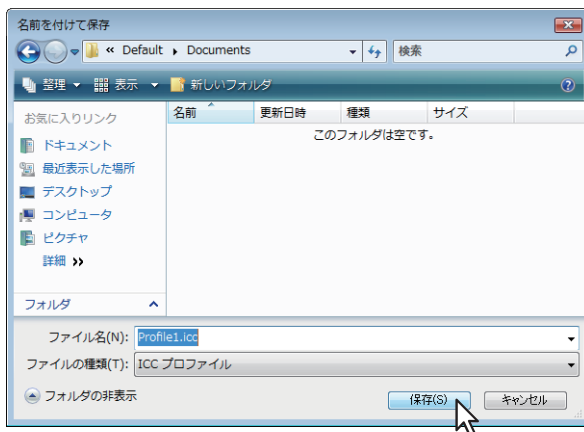 名前を付けて保存
« Default ▸ Documents 検索
整理 表示 新しいフォルダ
お気に入りリンク
名前 更新日時 種類 サイズ
このフォルダは空です。
ドキュメント
最近表示した場所
デスクトップ
コンピュータ
ピクチャ
詳細 »
フォルダ
ファイル名(N): Profile1.icc
ファイルの種類(T): ICC プロファイル
フォルダの非表示 保存(S) キャンセル